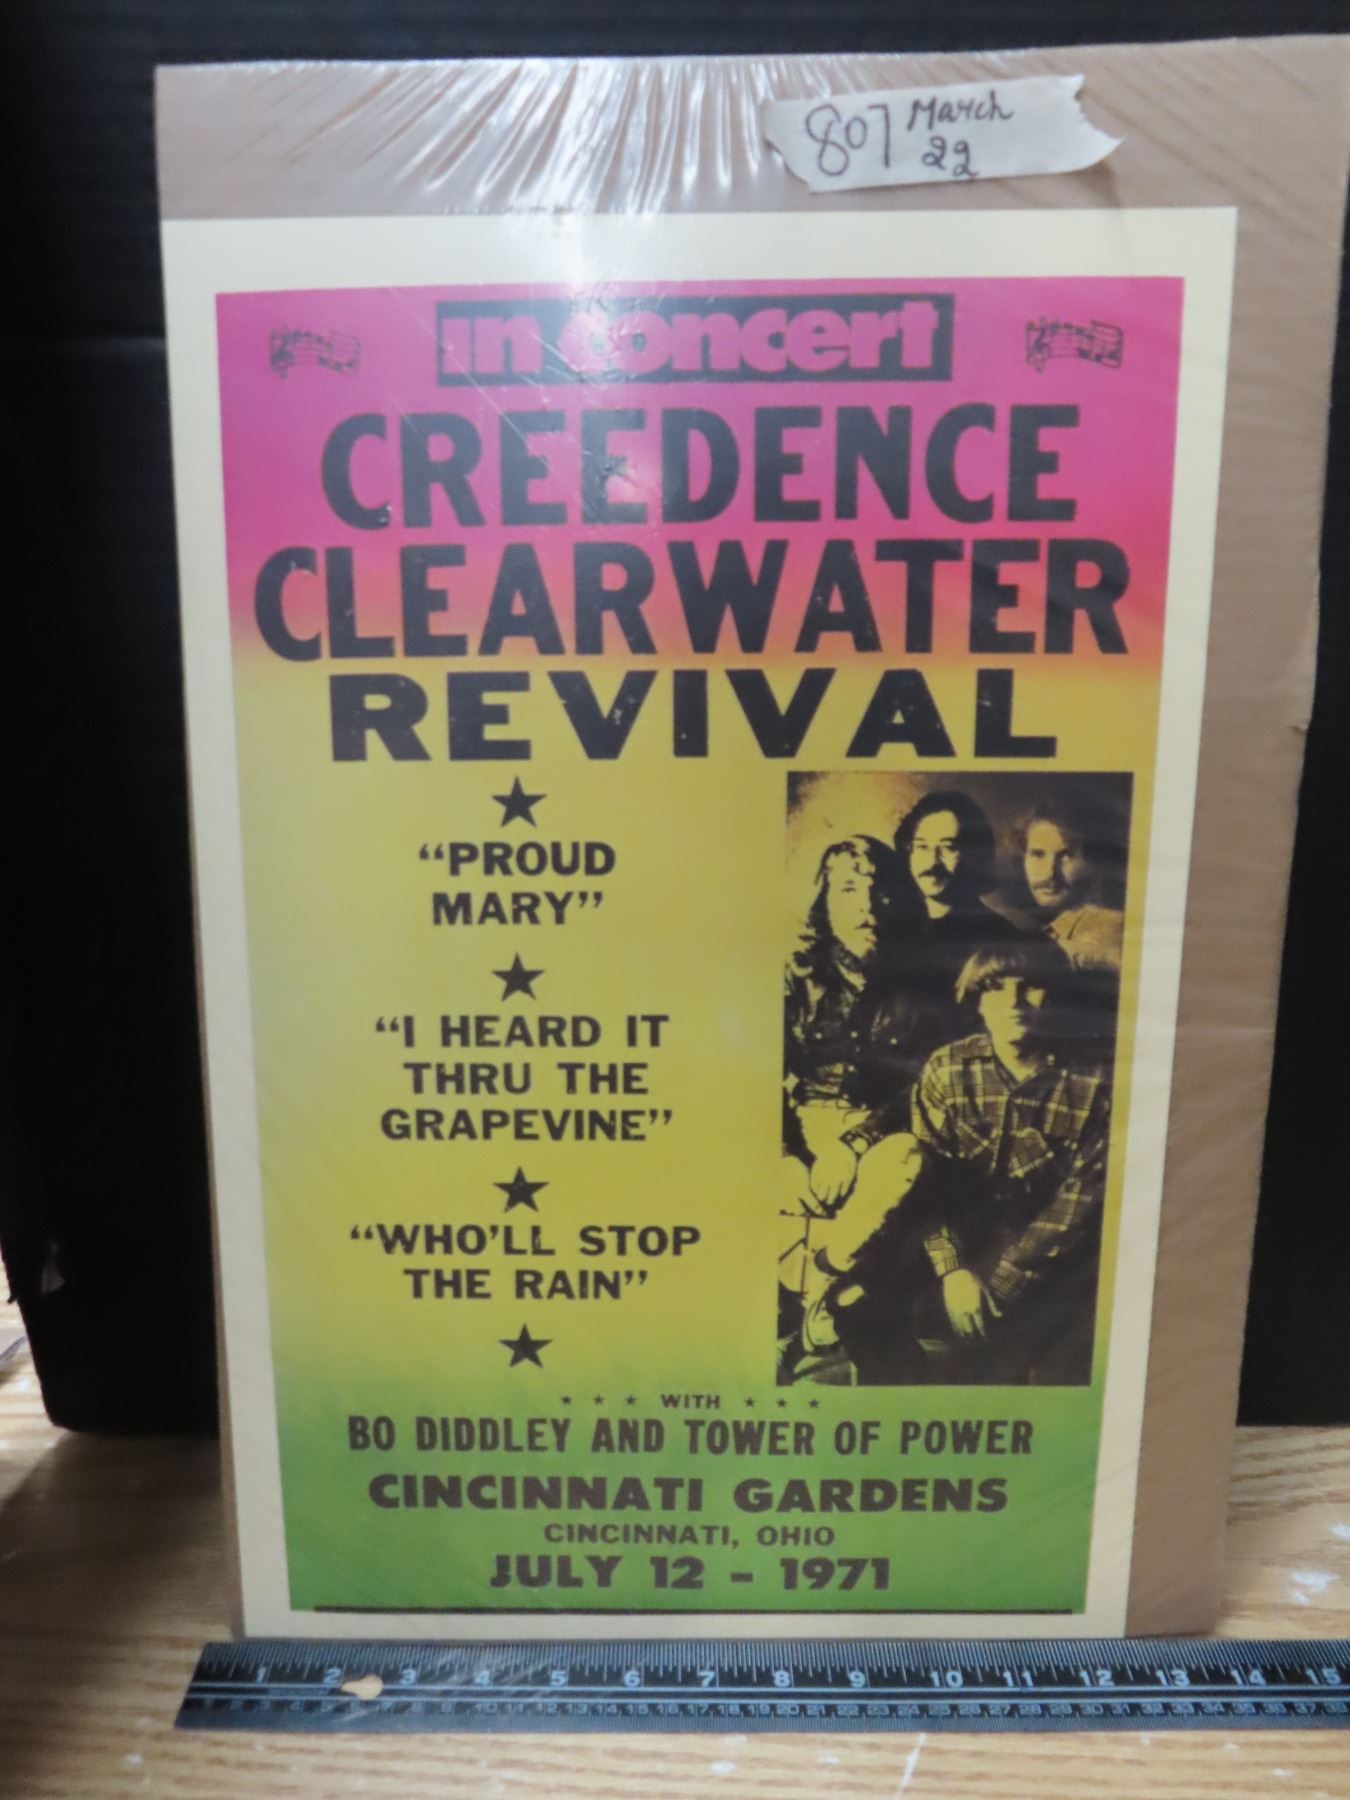 807 March
22
in concert
CREEDENCE
CLEARWATER
REVIVAL
★
“PROUD
MARY”
★
“I HEARD IT
THRU THE
GRAPEVINE”
★
“WHO’LL STOP
THE RAIN”
★
★ ★ ★ WITH ★ ★ ★
BO DIDDLEY AND TOWER OF POWER
CINCINNATI GARDENS
CINCINNATI, OHIO
JULY 12 - 1971
1 2 3 4 5 6 7 8 9 10 11 12 13 14 15